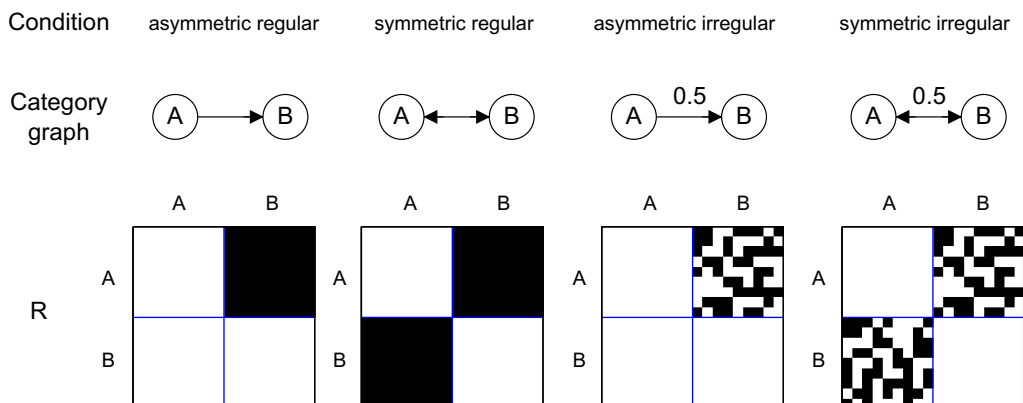 Condition asymmetric regular symmetric regular asymmetric irregular symmetric irregular
Category graph
A B A B A 0.5 B A 0.5 B
A B A B A B A B
A A A A
R
B B B B